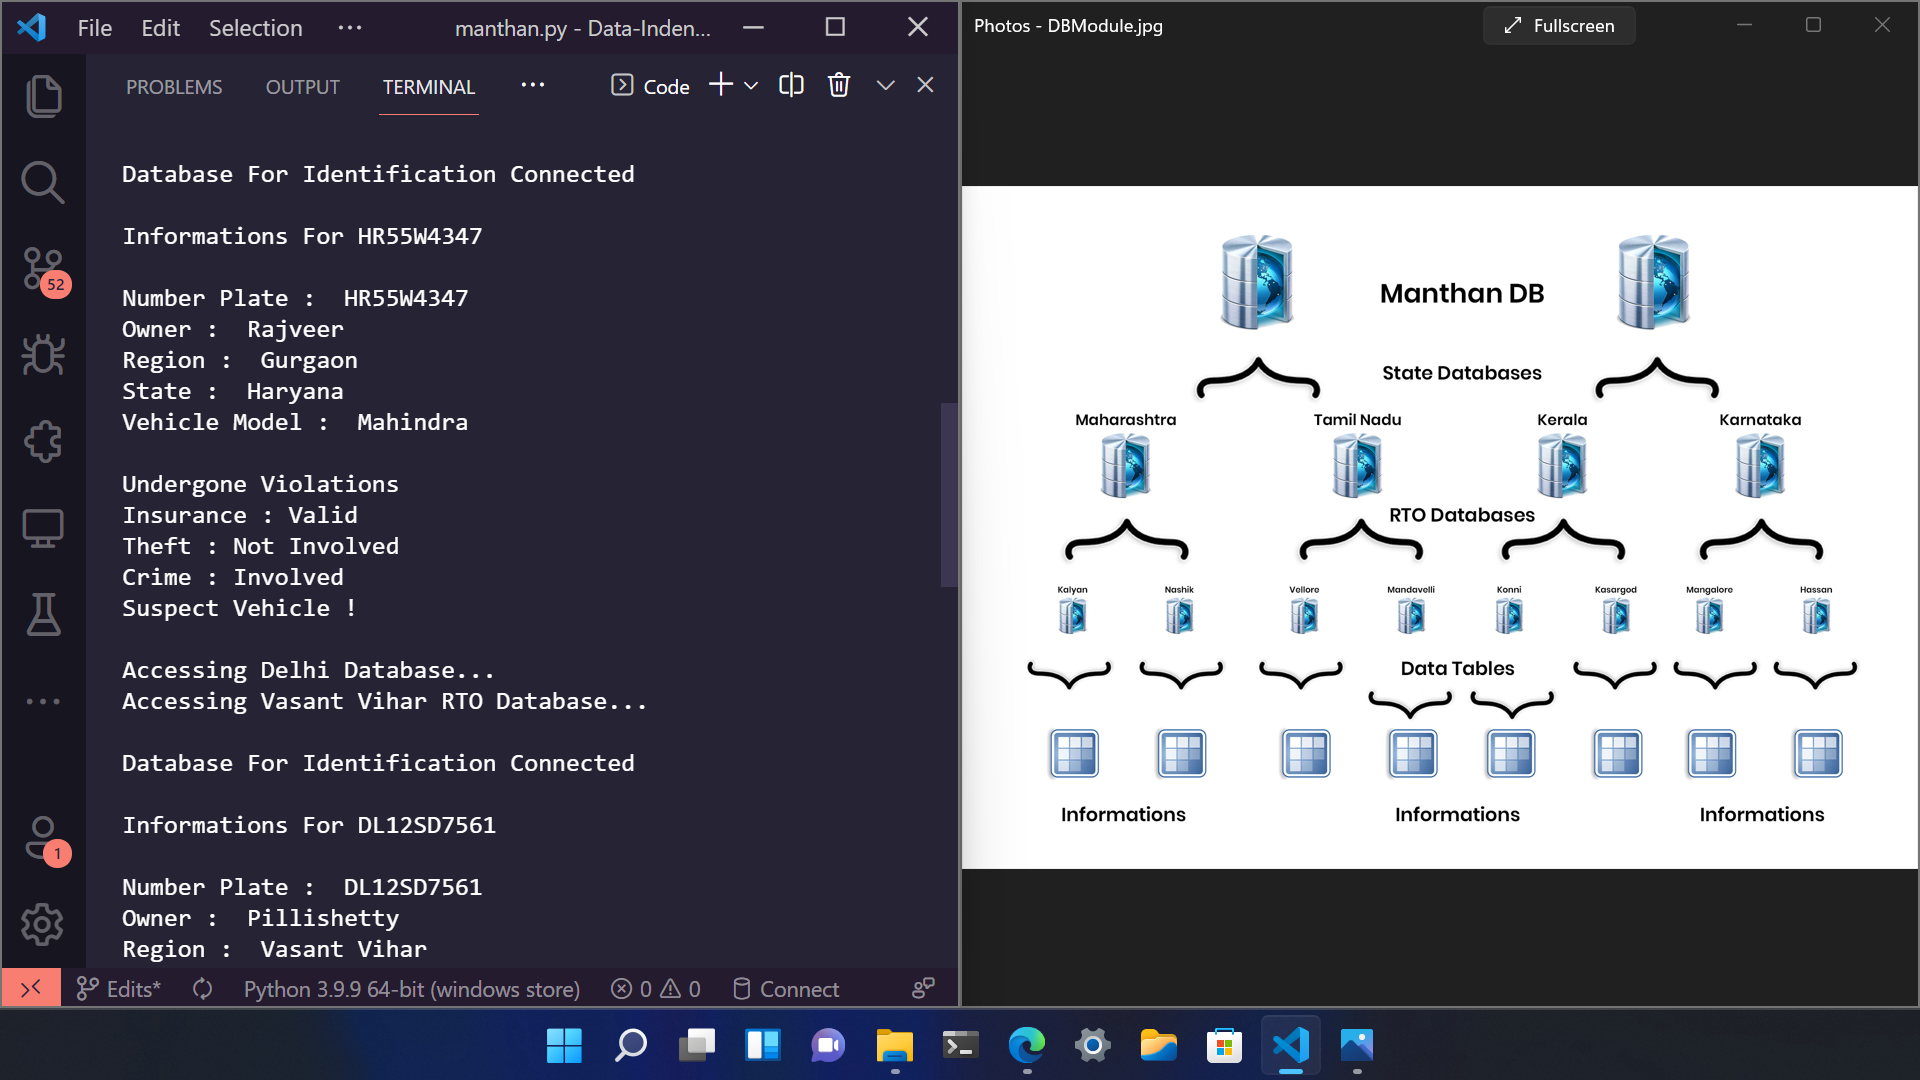 File Edit Selection ··· manthan.py - Data-Inden...
PROBLEMS OUTPUT TERMINAL ··· Code
Database For Identification Connected
Informations For HR55W4347
Number Plate : HR55W4347
Owner : Rajveer
Region : Gurgaon
State : Haryana
Vehicle Model : Mahindra
Undergone Violations
Insurance : Valid
Theft : Not Involved
Crime : Involved
Suspect Vehicle !
Accessing Delhi Database...
Accessing Vasant Vihar RTO Database...
Database For Identification Connected
Informations For DL12SD7561
Number Plate : DL12SD7561
Owner : Pillishetty
Region : Vasant Vihar
52
1
Edits* Python 3.9.9 64-bit (windows store) 0 0 Connect
Photos - DBModule.jpg Fullscreen
Manthan DB
State Databases
Maharashtra Tamil Nadu Kerala Karnataka
RTO Databases
Kalyan Nashik Vellore Mandavelli Konni Kasargod Mangalore Hassan
Data Tables
Informations Informations Informations